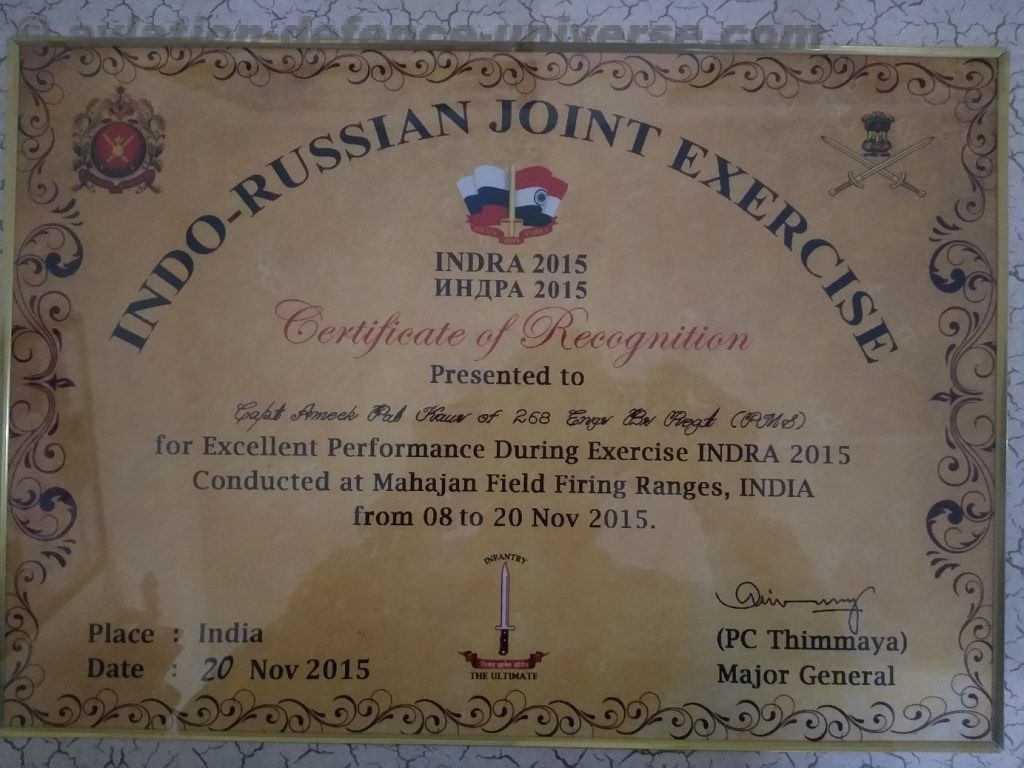 © aviation-defence-universe.com
INDO-RUSSIAN JOINT EXERCISE
INDRA 2015
ИНДРА 2015
Certificate of Recognition
Presented to
Capt Ameek Kaur of 268 Engr Regt (PMS)
for Excellent Performance During Exercise INDRA 2015
Conducted at Mahajan Field Firing Ranges, INDIA
from 08 to 20 Nov 2015.
INFANTRY
THE ULTIMATE
Place : India
Date : 20 Nov 2015
(PC Thimmaya)
Major General